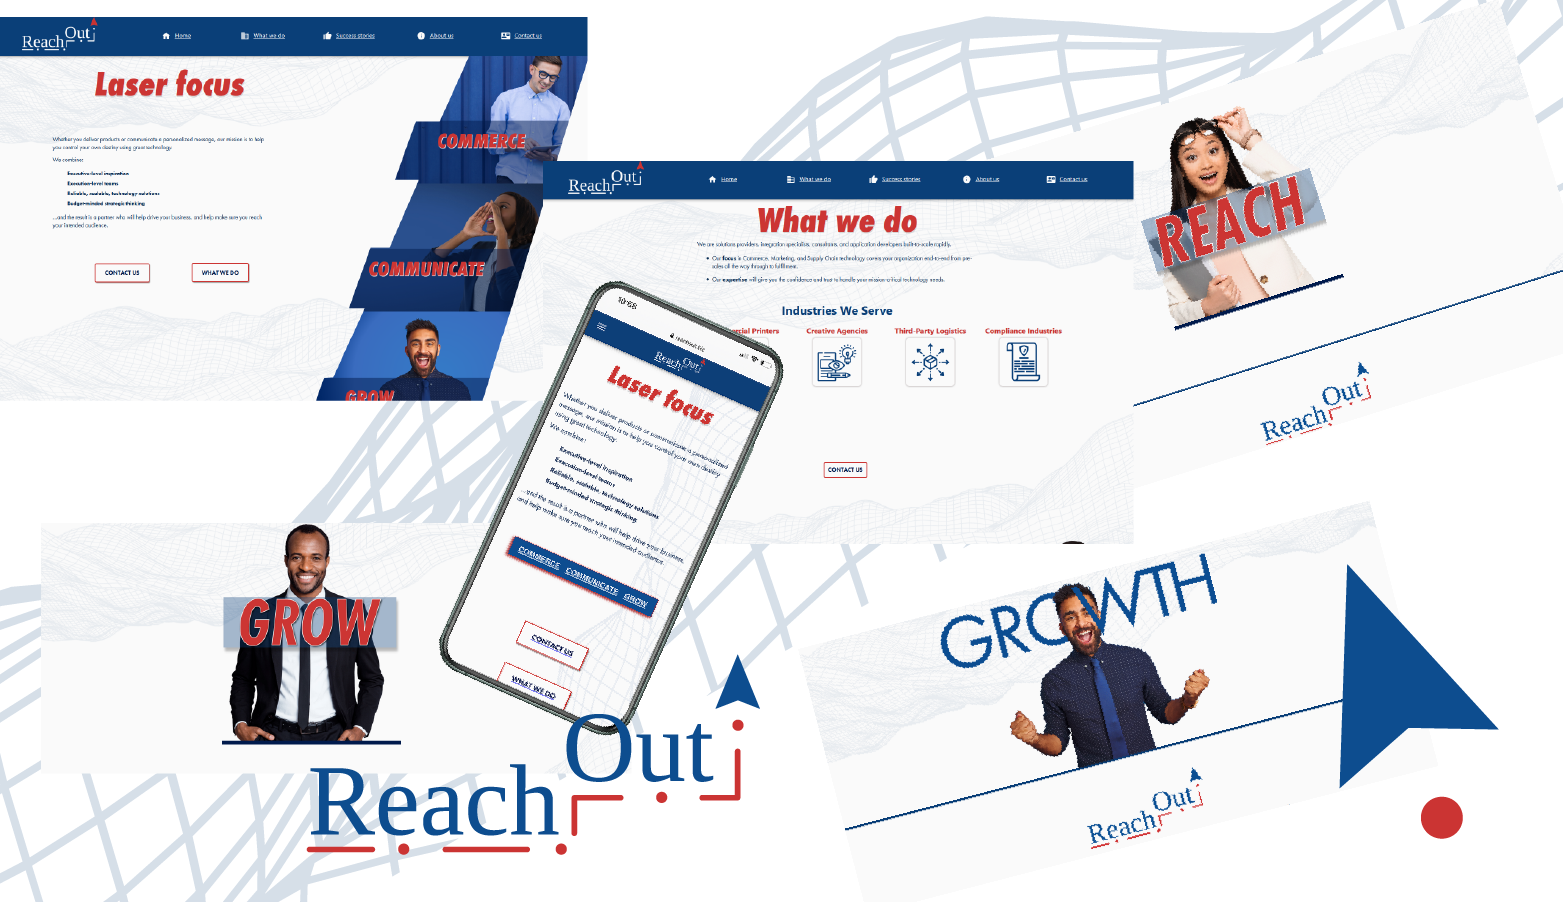 Reach Out
Home
What we do
Success stories
About us
Contact us
Laser focus
Whether you deliver products or communicate a personalized message, our mission is to help
you control your own destiny using great technology.
We combine:
Executive-level inspiration
Execution-level teams
Reliable, scalable, technology solutions
Budget-minded strategic thinking
...and the result is a partner who will help drive your business, and help make sure you reach
your intended audience.
CONTACT US
WHAT WE DO
COMMERCE
COMMUNICATE
GROW
Reach Out
Home
What we do
Success stories
About us
Contact us
What we do
We are solutions providers, integration specialists, consultants, and application developers built-to-scale rapidly.
• Our focus in Commerce, Marketing, and Supply Chain technology covers your organization end-to-end from pre-
sales all the way through to fulfillment.
• Our expertise will give you the confidence and trust to handle your mission-critical technology needs.
Industries We Serve
Printers
Creative Agencies
Third-Party Logistics
Compliance Industries
CONTACT US
REACH
Reach Out
10:56
Reach Out
Laser focus
Whether you deliver products or communicate a personalized
message, our mission is to help you control your own destiny
using great technology.
We combine:
Executive-level inspiration
Execution-level teams
Reliable, scalable, technology solutions
Budget-minded strategic thinking
...and the result is a partner who will help drive your business,
and help make sure you reach your intended audience.
COMMERCE COMMUNICATE GROW
CONTACT US
WHAT WE DO
GROW
Reach Out
GROWTH
Reach Out